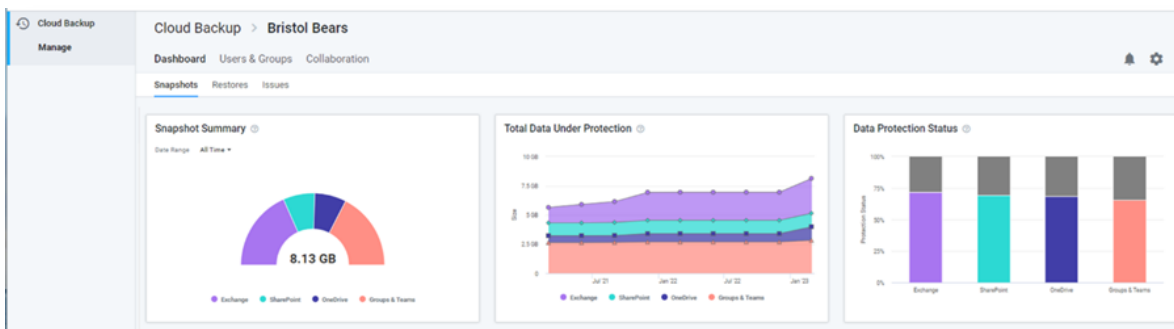 Cloud Backup
Manage
Cloud Backup > Bristol Bears
Dashboard Users & Groups Collaboration
Snapshots Restores Issues
Snapshot Summary
Date Range All Time
8.13 GB
Exchange SharePoint OneDrive Groups & Teams
Total Data Under Protection
10 GB
7.5 GB
5 GB
2.5 GB
0
Size
Jul '21 Jan '22 Jul '22 Jan '23
Exchange SharePoint OneDrive Groups & Teams
Data Protection Status
100%
75%
50%
25%
0%
Protection Status
Exchange SharePoint OneDrive Groups & Teams